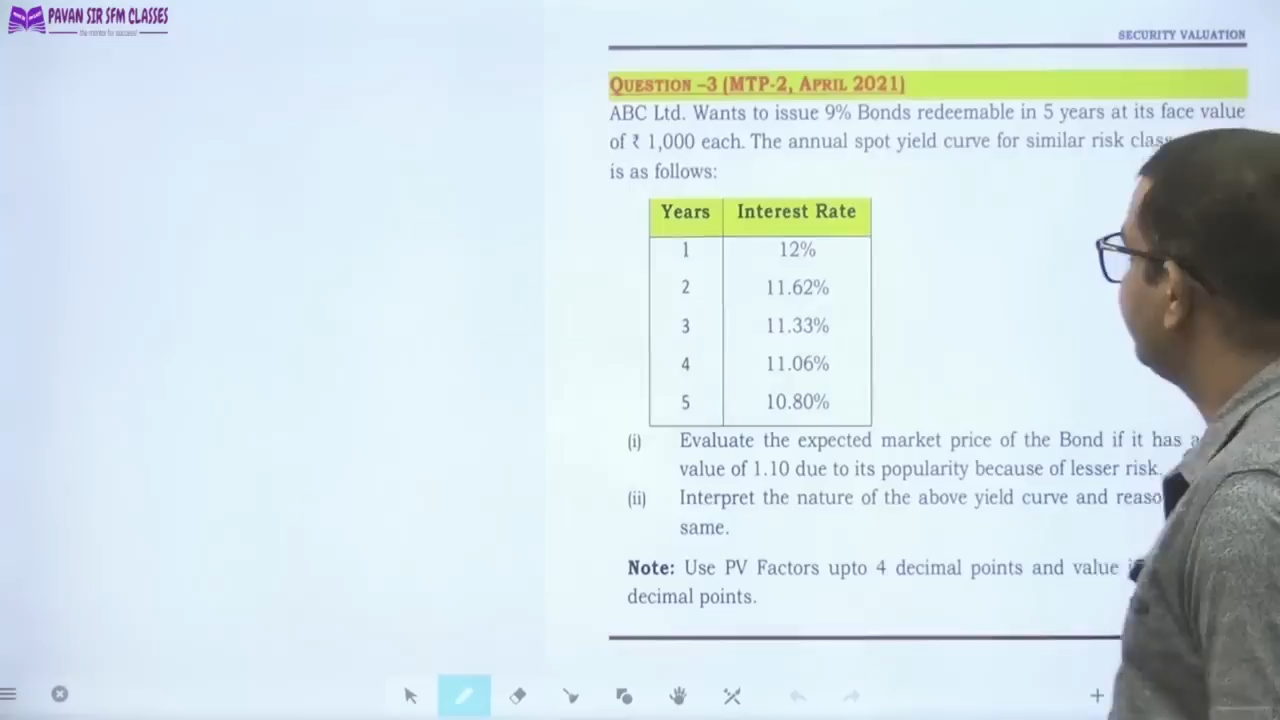 PAVAN SIR SFM CLASSES
the mentor for success!
SECURITY VALUATION
QUESTION –3 (MTP-2, APRIL 2021)
ABC Ltd. Wants to issue 9% Bonds redeemable in 5 years at its face value
of ₹ 1,000 each. The annual spot yield curve for similar risk
is as follows:
Years Interest Rate
1 12%
2 11.62%
3 11.33%
4 11.06%
5 10.80%
(i) Evaluate the expected market price of the Bond if it has a
value of 1.10 due to its popularity because of lesser risk.
(ii) Interpret the nature of the above yield curve and
same.
Note: Use PV Factors upto 4 decimal points and value
decimal points.